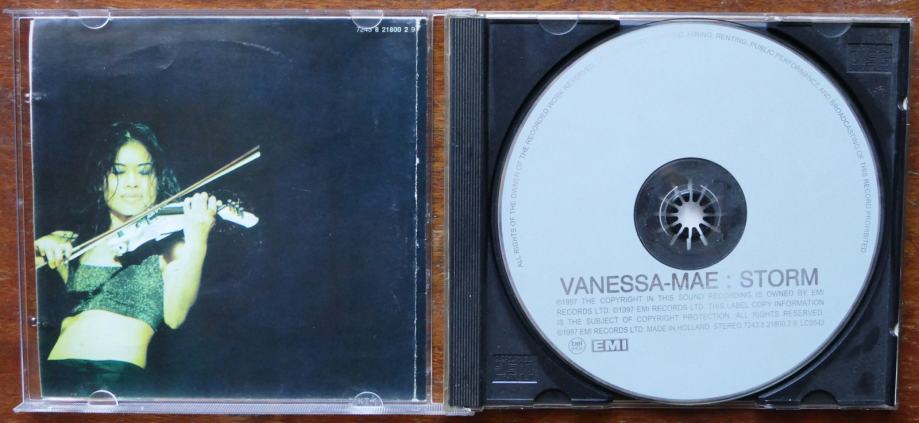 7243 8 21800 2 9
ALL RIGHTS OF THE OWNER OF THE RECORDED WORK RESERVED.
HIRING, RENTING, PUBLIC PERFORMANCE AND BROADCASTING OF THIS RECORD PROHIBITED.
VANESSA-MAE : STORM
℗1997 THE COPYRIGHT IN THIS SOUND RECORDING IS OWNED BY EMI
RECORDS LTD. ©1997 EMI RECORDS LTD. THIS LABEL COPY INFORMATION
IS THE SUBJECT OF COPYRIGHT PROTECTION. ALL RIGHTS RESERVED.
©1997 EMI RECORDS LTD. MADE IN HOLLAND. STEREO 7243 8 21800 2 9
EMI